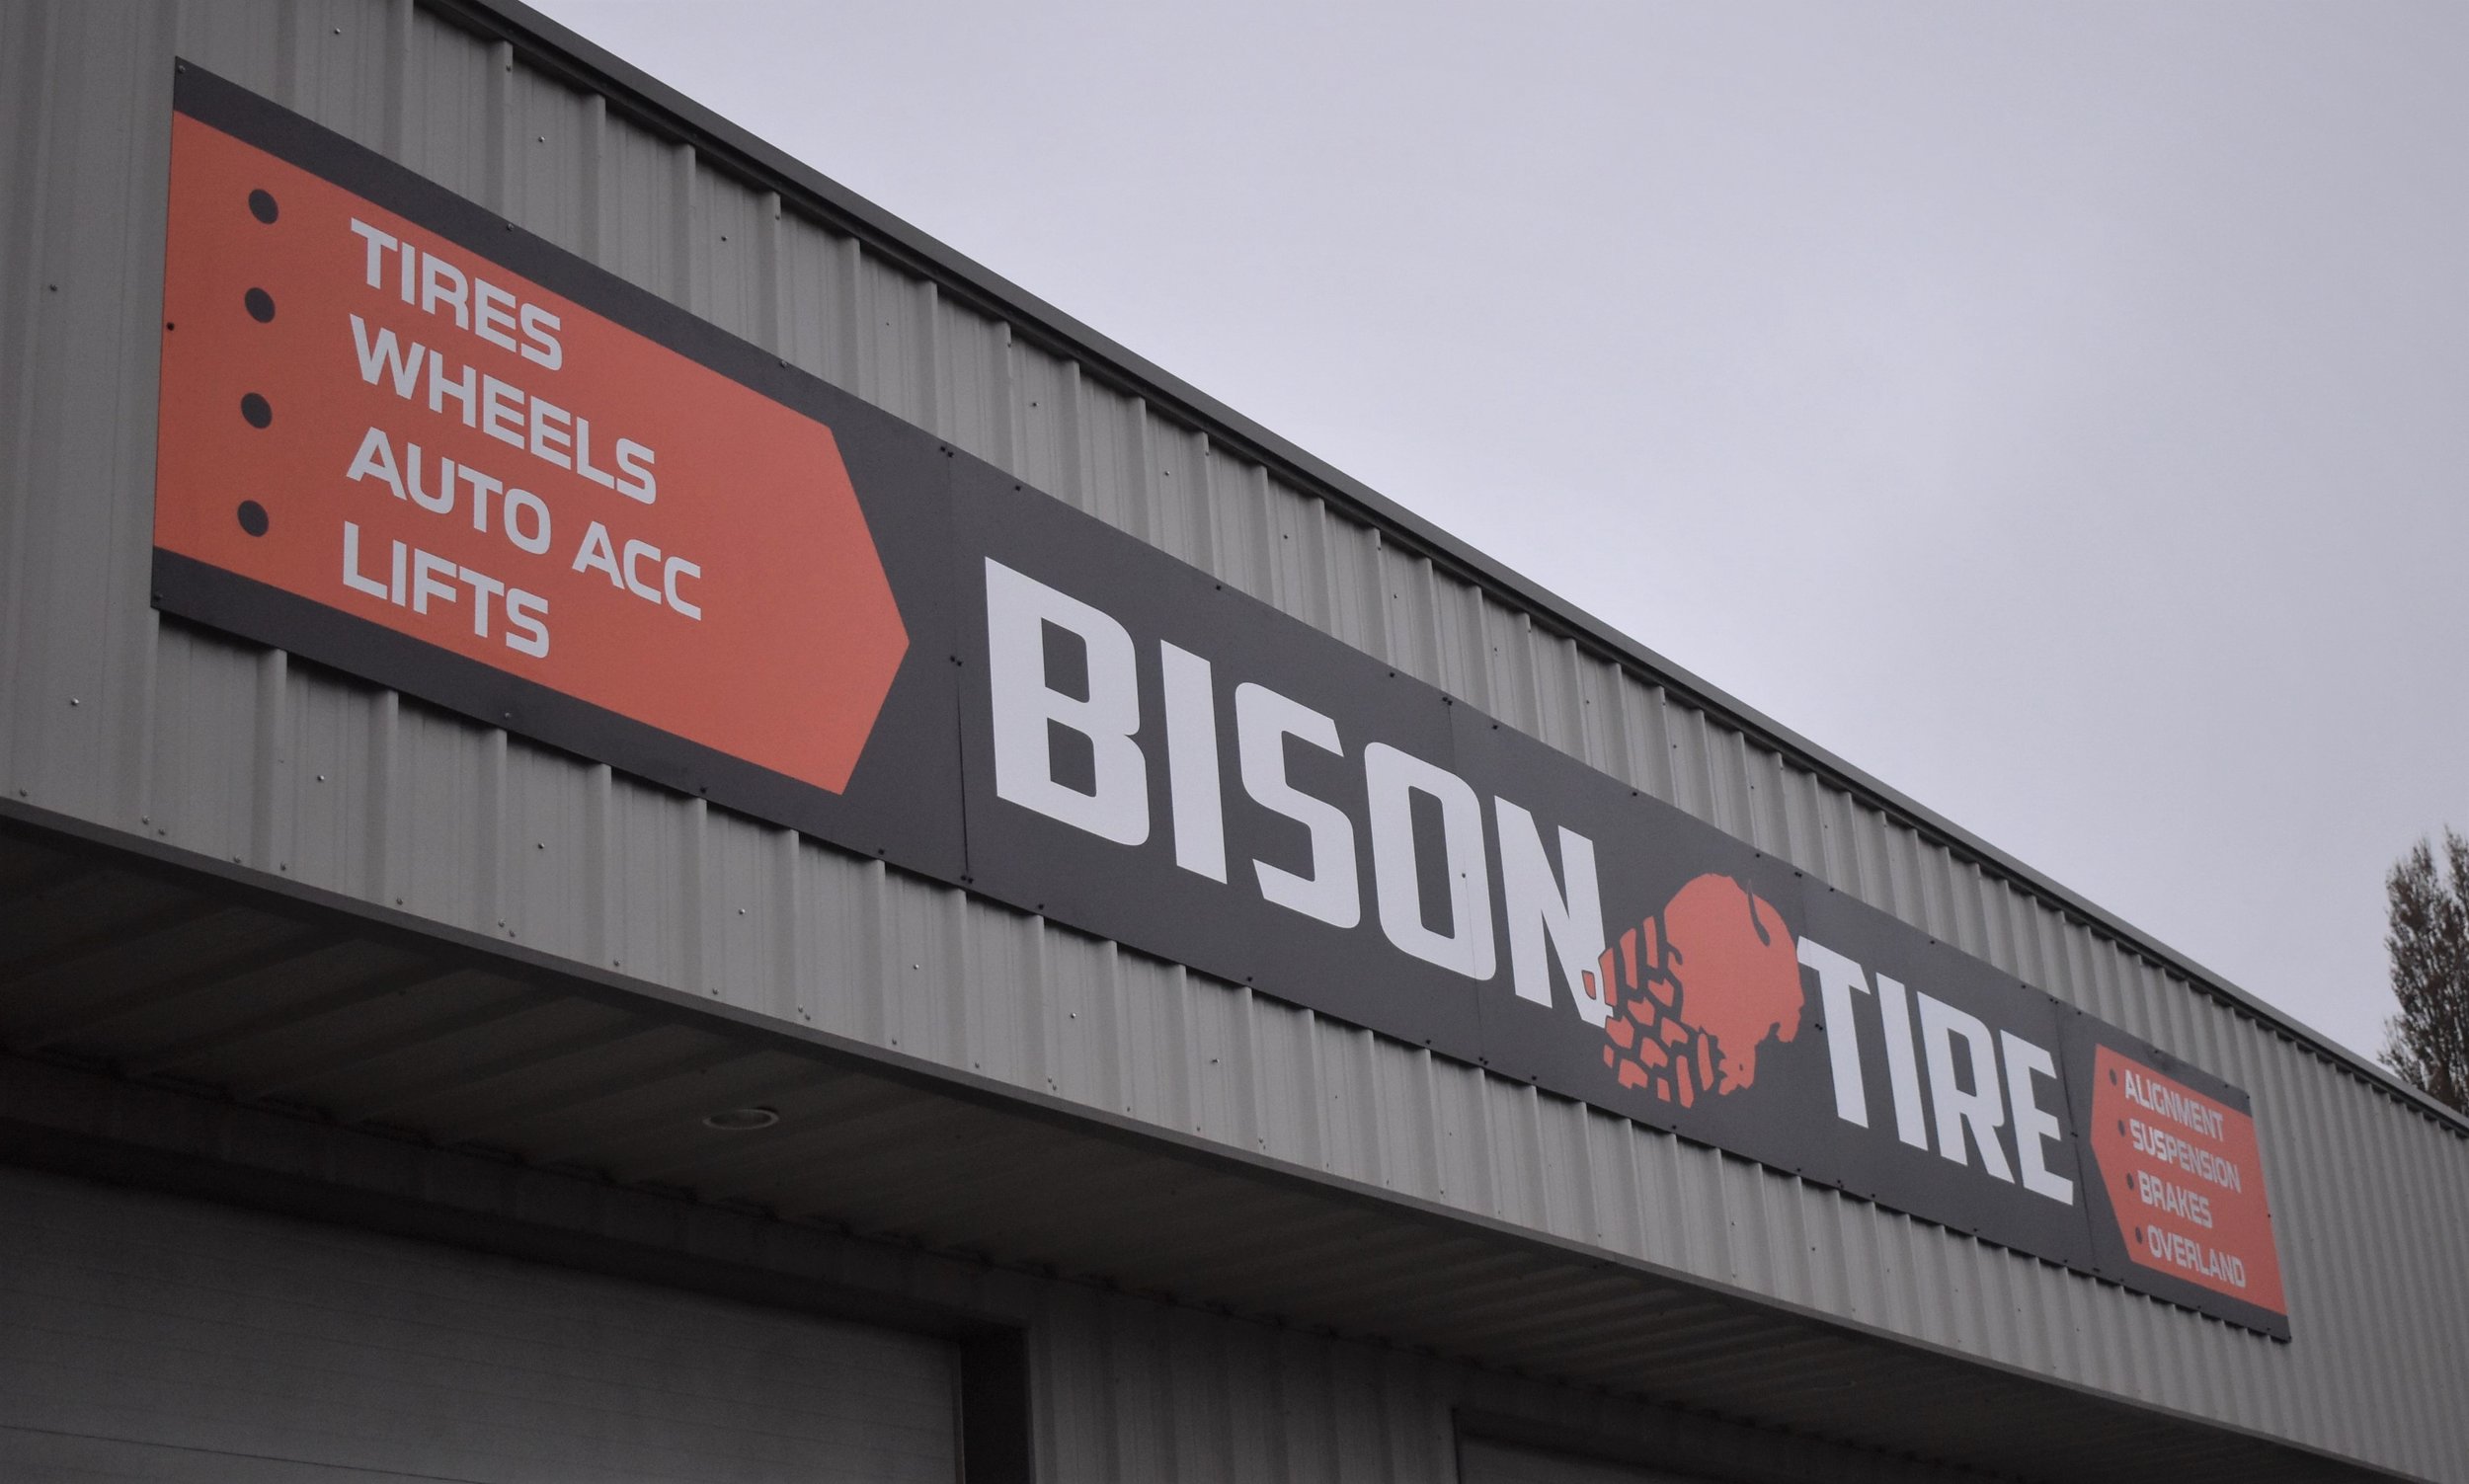 TIRES
WHEELS
AUTO ACC
LIFTS
BISON TIRE
ALIGNMENT
SUSPENSION
BRAKES
OVERLAND